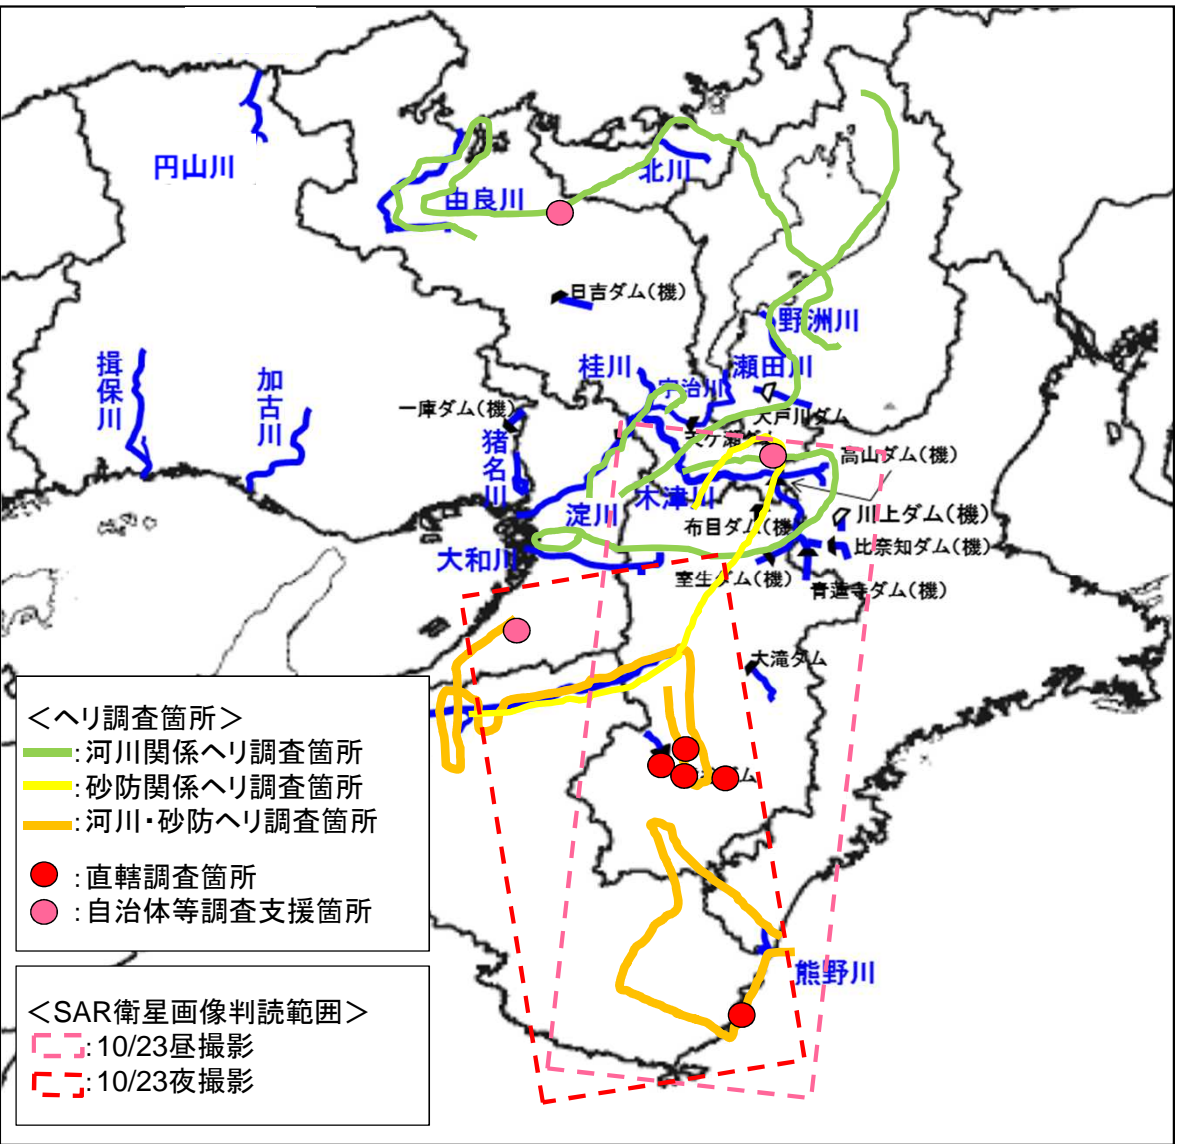 円山川
北川
由良川
日吉ダム(機)
野洲川
揖保川
加古川
桂川
宇治川
瀬田川
一庫ダム(機)
大戸川ダム
天ヶ瀬ダム
猪名川
高山ダム(機)
淀川
木津川
布目ダム(機
川上ダム(機)
大和川
比奈知ダム(機)
室生ダム(機)
青蓮寺ダム(機)
大滝ダム
ダム
熊野川
<ヘリ調査箇所>
:河川関係ヘリ調査箇所
:砂防関係ヘリ調査箇所
:河川・砂防ヘリ調査箇所
:直轄調査箇所
:自治体等調査支援箇所
<SAR衛星画像判読範囲>
:10/23昼撮影
:10/23夜撮影